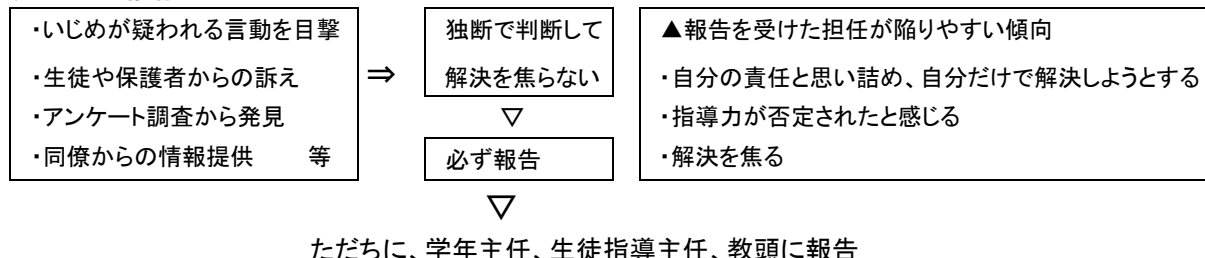 ・いじめが疑われる言動を目撃
・生徒や保護者からの訴え
・アンケート調査から発見
・同僚からの情報提供 等
⇒
独断で判断して
解決を焦らない
▽
必ず報告
▲報告を受けた担任が陥りやすい傾向
・自分の責任と思い詰め、自分だけで解決しようとする
・指導力が否定されたと感じる
・解決を焦る
▽
ただちに、学年主任、生徒指導主任、教頭に報告